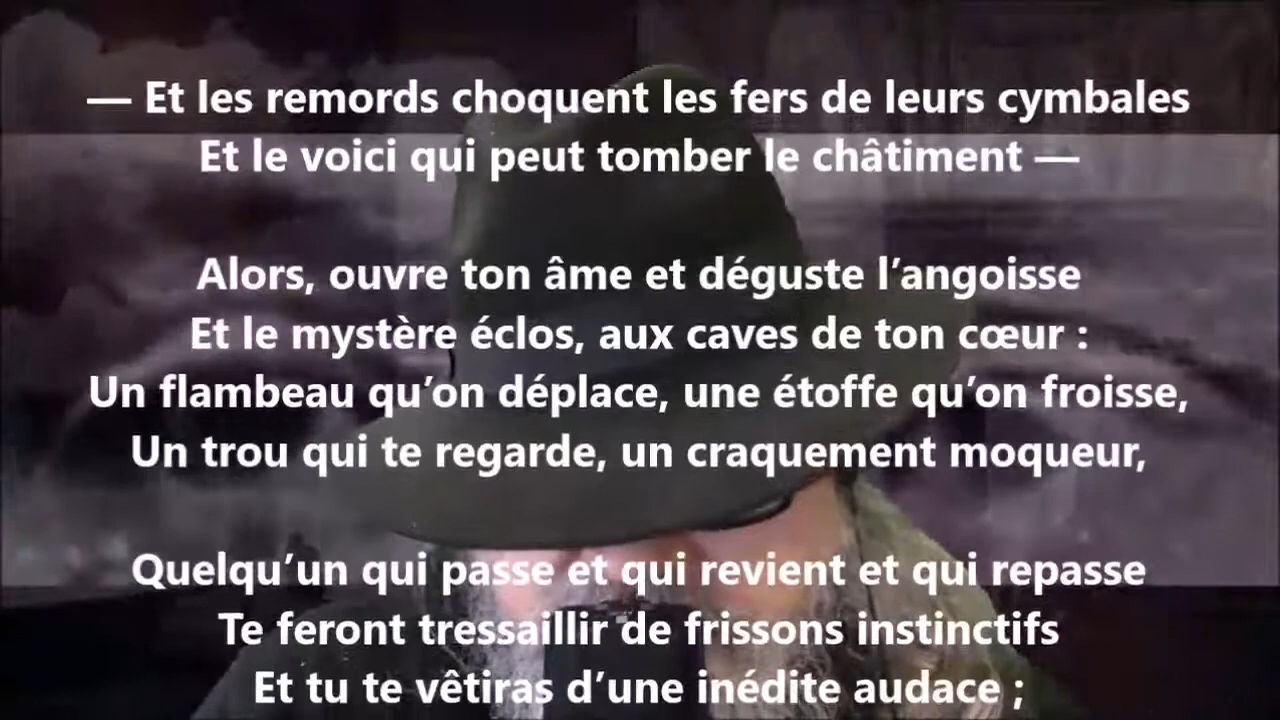 — Et les remords choquent les fers de leurs cymbales
Et le voici qui peut tomber le châtiment —
Alors, ouvre ton âme et déguste l’angoisse
Et le mystère éclos, aux caves de ton cœur :
Un flambeau qu’on déplace, une étoffe qu’on froisse,
Un trou qui te regarde, un craquement moqueur,
Quelqu’un qui passe et qui revient et qui repasse
Te feront tressaillir de frissons instinctifs
Et tu te vêtiras d’une inédite audace ;